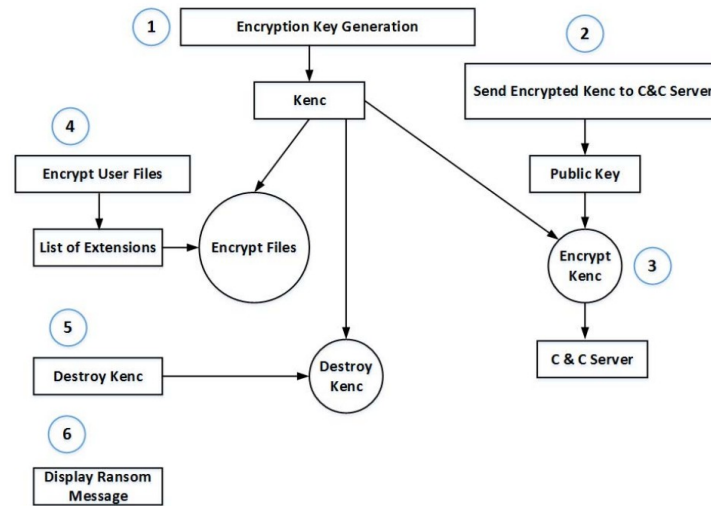 1
Encryption Key Generation
2
Kenc
Send Encrypted Kenc to C&C Server
4
Encrypt User Files
Public Key
List of Extensions
Encrypt Files
Encrypt
Kenc
3
5
Destroy Kenc
Destroy
Kenc
C & C Server
6
Display Ransom
Message